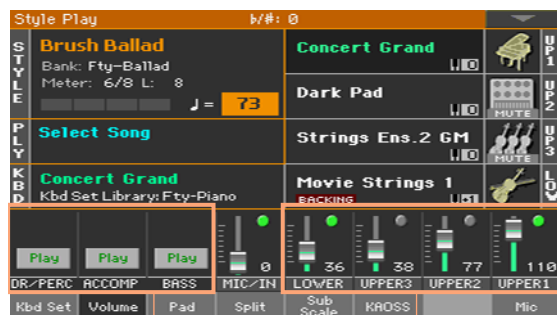 Style Play b/#: 0
STYLE
Brush Ballad
Bank: Fty-Ballad
Meter: 6/8 L: 8
♩ = 73
PLY
Select Song
KBD
Concert Grand
Kbd Set Library: Fty-Piano
Concert Grand
UP1
Dark Pad
MUTE
UP2
Strings Ens.2 GM
MUTE
UP3
Movie Strings 1
BACKING
LOW
Play Play Play 0 36 38 77 110
DR/PERC ACCOMP BASS MIC/IN LOWER UPPER3 UPPER2 UPPER1
Kbd Set Volume Pad Split Sub Scale KAOSS Mic